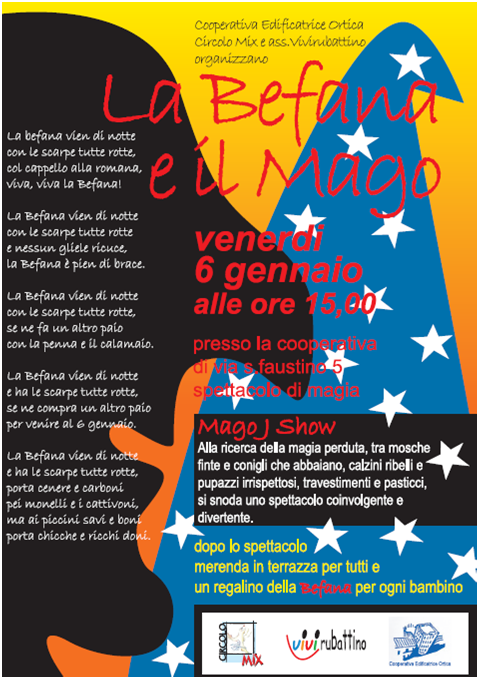 Cooperativa Edificatrice Ortica
Circolo Mix e ass.Vivirubattino
organizzano
La Befana
e il Mago
La befana vien di notte
con le scarpe tutte rotte,
col cappello alla romana,
viva, viva la Befana!
La Befana vien di notte
con le scarpe tutte rotte
e nessun gliele ricuce,
la Befana è pien di brace.
La Befana vien di notte
con le scarpe tutte rotte,
se ne fa un altro paio
con la penna e il calamaio.
La Befana vien di notte
e ha le scarpe tutte rotte,
se ne compra un altro paio
per venire al 6 gennaio.
La Befana vien di notte
e ha le scarpe tutte rotte,
porta cenere e carboni
pei monelli e i cattivoni,
ma ai piccini savi e boni
porta chicche e ricchi doni.
venerdi
6 gennaio
alle ore 15,00
presso la cooperativa
di via s faustino 5
spettacolo di magia
Mago J Show
Alla ricerca della magia perduta, tra mosche
finte e conigli che abbaiano, calzini ribelli e
pupazzi irrispettosi, travestimenti e pasticci,
si snoda uno spettacolo coinvolgente e
divertente.
dopo lo spettacolo
merenda in terrazza per tutti e
un regalino della Befana per ogni bambino
CIRCOLO
MIX
vivirubattino
Cooperativa Edificatrice Ortica